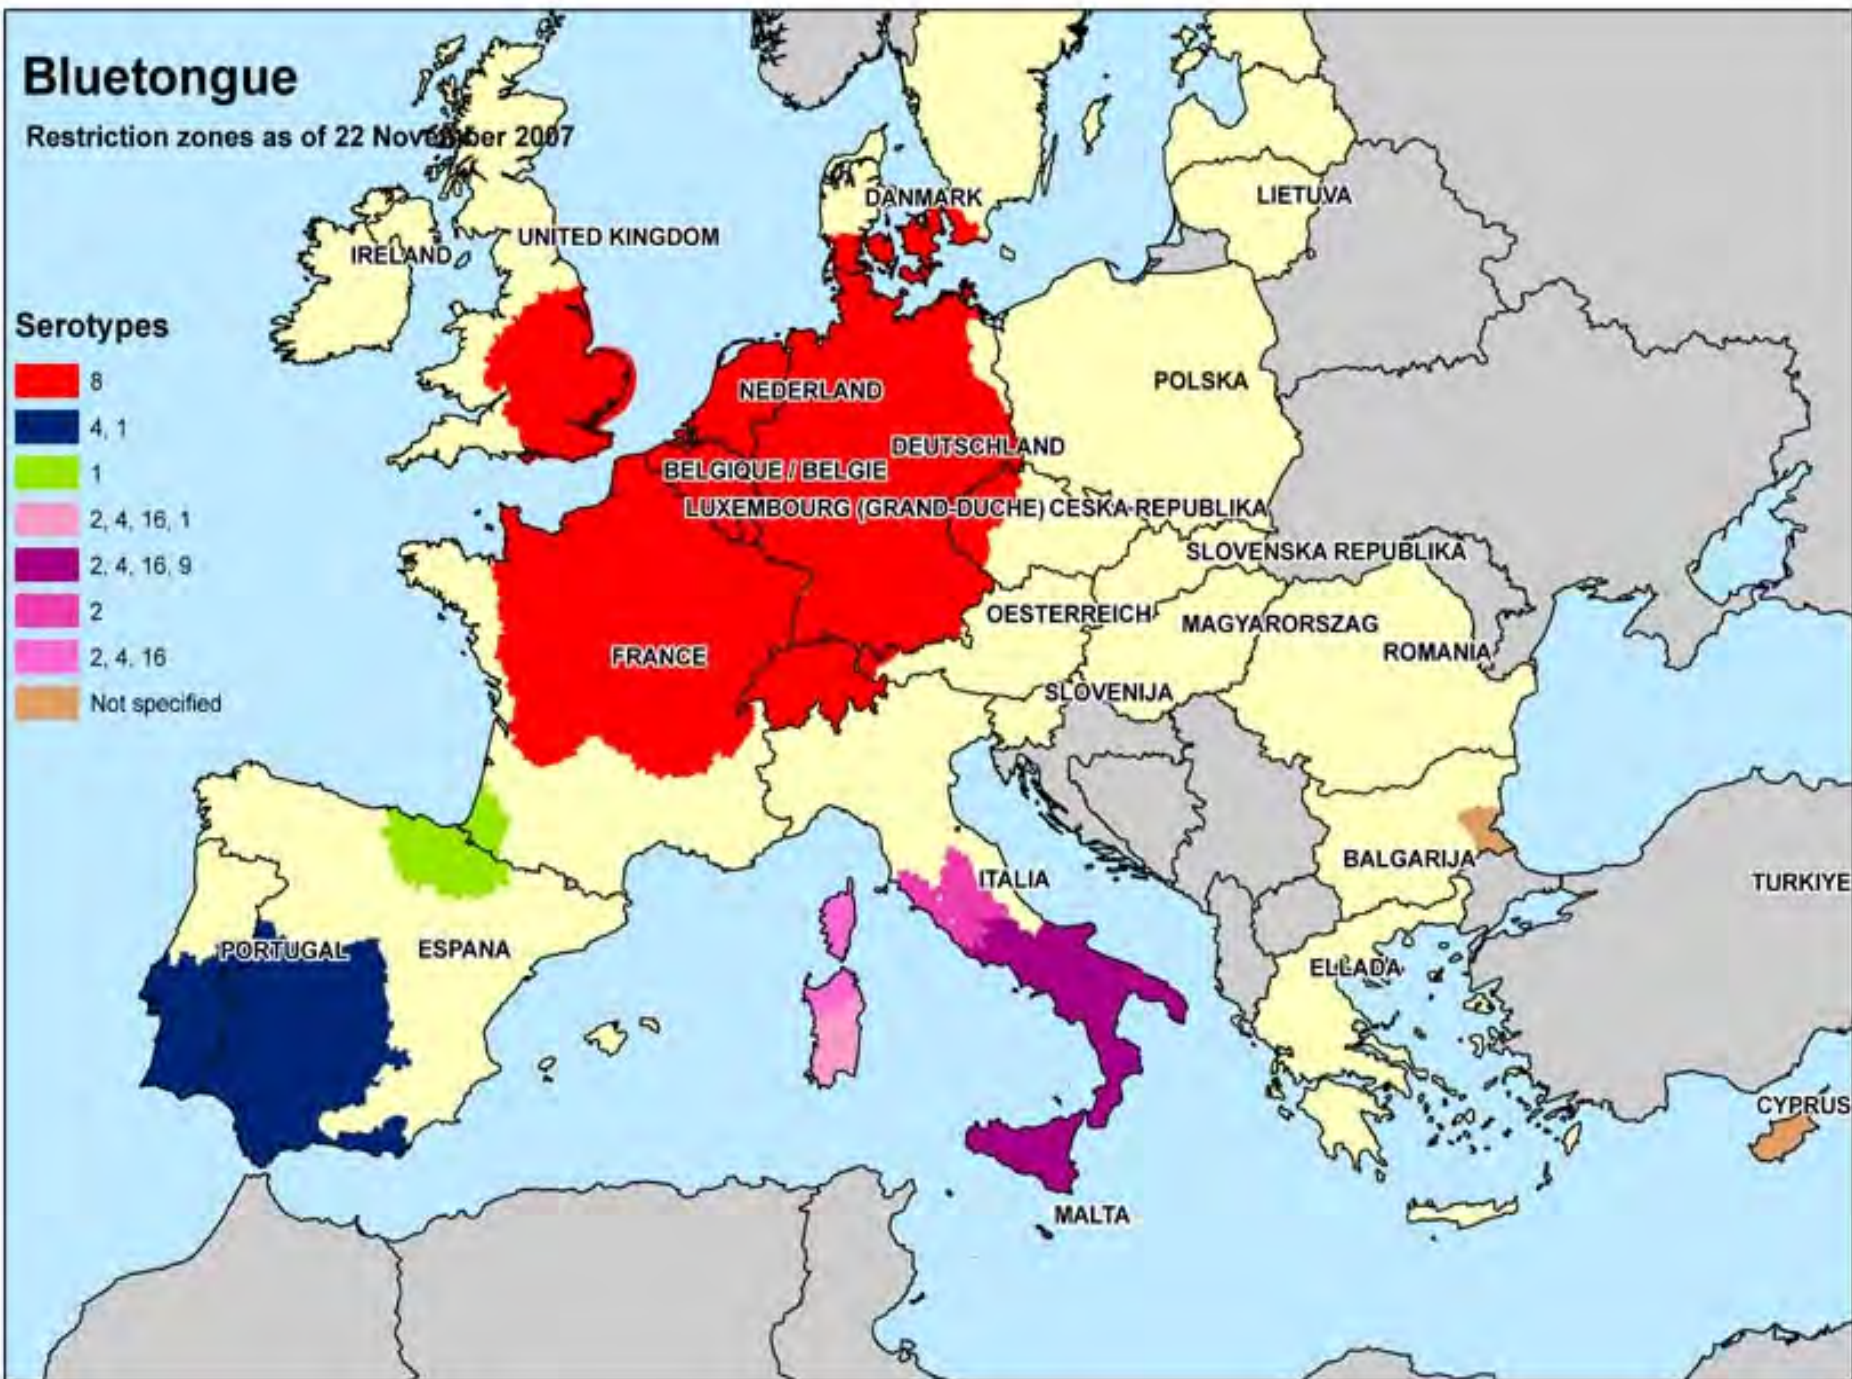 Bluetongue
Restriction zones as of 22 November 2007
DANMARK
LIETUVA
UNITED KINGDOM
IRELAND
Serotypes
8
4, 1
1
2, 4, 16, 1
2, 4, 16, 9
2
2, 4, 16
Not specified
NEDERLAND
POLSKA
DEUTSCHLAND
BELGIQUE / BELGIE
LUXEMBOURG (GRAND-DUCHE)
CESKA REPUBLIKA
SLOVENSKA REPUBLIKA
OESTERREICH
MAGYARORSZAG
ROMANIA
FRANCE
SLOVENIJA
BALGARIJA
ITALIA
TURKIYE
PORTUGAL
ESPANA
ELLADA
CYPRUS
MALTA